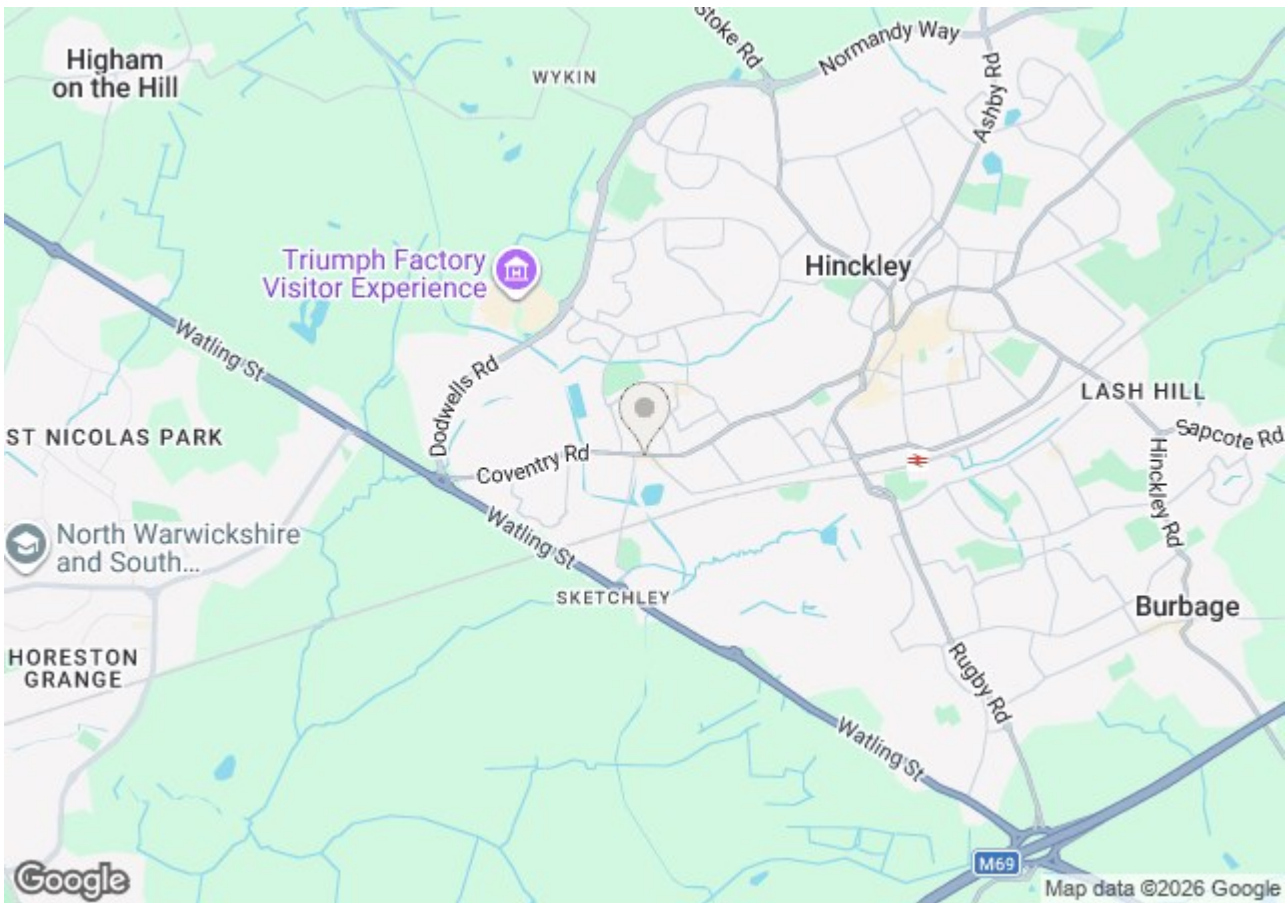 Higham
on the Hill
WYKIN
Stoke Rd
Normandy Way
Ashby Rd
Triumph Factory
Visitor Experience
Hinckley
Watling St
Dodwells Rd
LASH HILL
ST NICOLAS PARK
Coventry Rd
Sapcote Rd
Hinckley Rd
North Warwickshire
and South...
Watling St
SKETCHLEY
Burbage
HORESTON
GRANGE
Rugby Rd
Watling St
M69
Google
Map data ©2026 Google